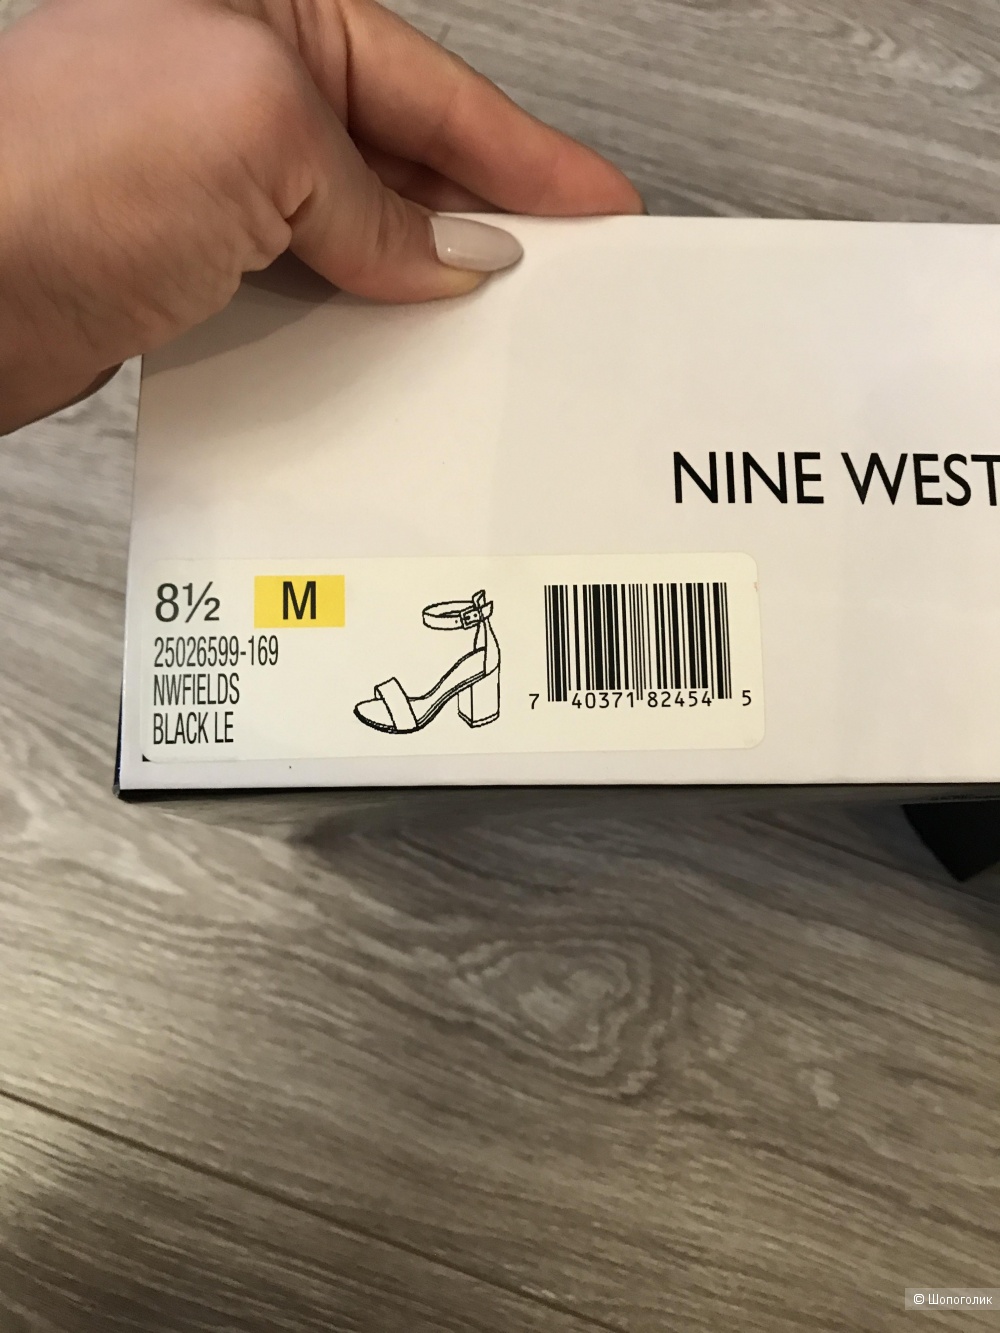 NINE WEST
8½ M
25026599-169
NWFIELDS
BLACK LE
7 40371 82454 5
© Шопоголик